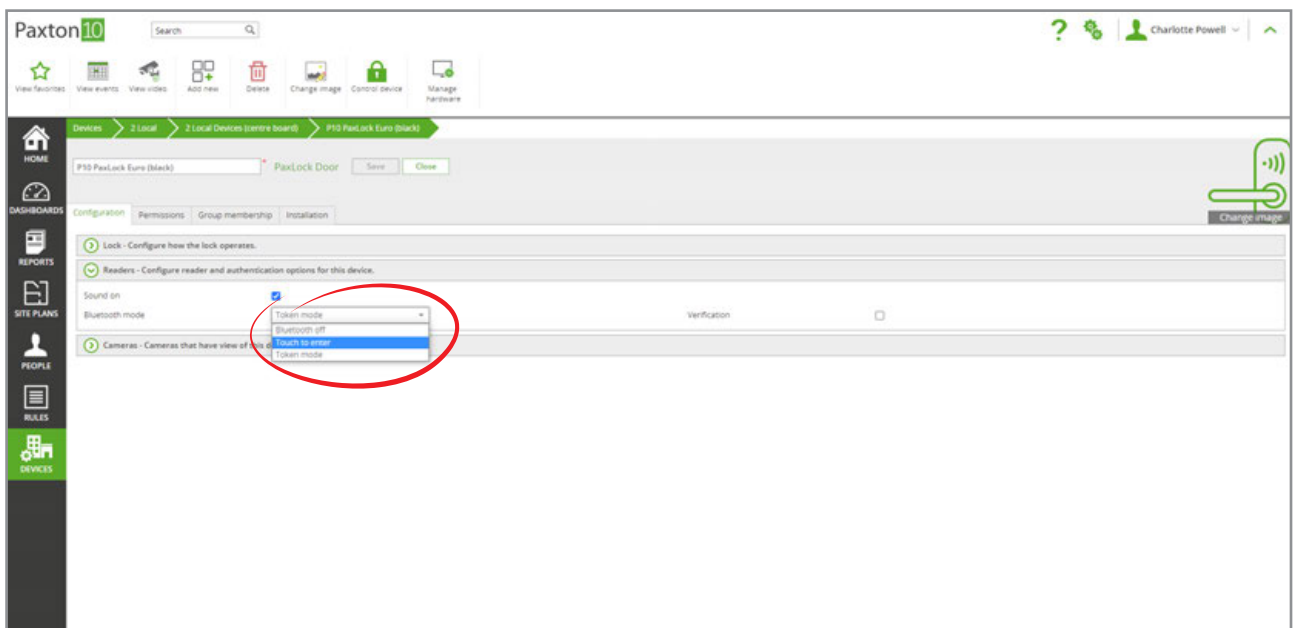 Paxton10
Search
Charlotte Powell
View favorites
View events
View video
Add new
Delete
Change image
Control device
Manage hardware
Devices
2 Local
2 Local Devices (centre board)
P10 PaxLock Euro (black)
P10 PaxLock Euro (black)
*
PaxLock Door
Save
Close
Change image
Configuration
Permissions
Group membership
Installation
Lock - Configure how the lock operates.
Readers - Configure reader and authentication options for this device.
Sound on
Bluetooth mode
Token mode
Verification
Bluetooth off
Touch to enter
Token mode
Cameras - Cameras that have view of this d
HOME
DASHBOARDS
REPORTS
SITE PLANS
PEOPLE
RULES
DEVICES